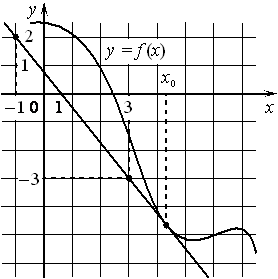 y
2
y = f(x)
1
x₀
−1 0 1 3 x
−3